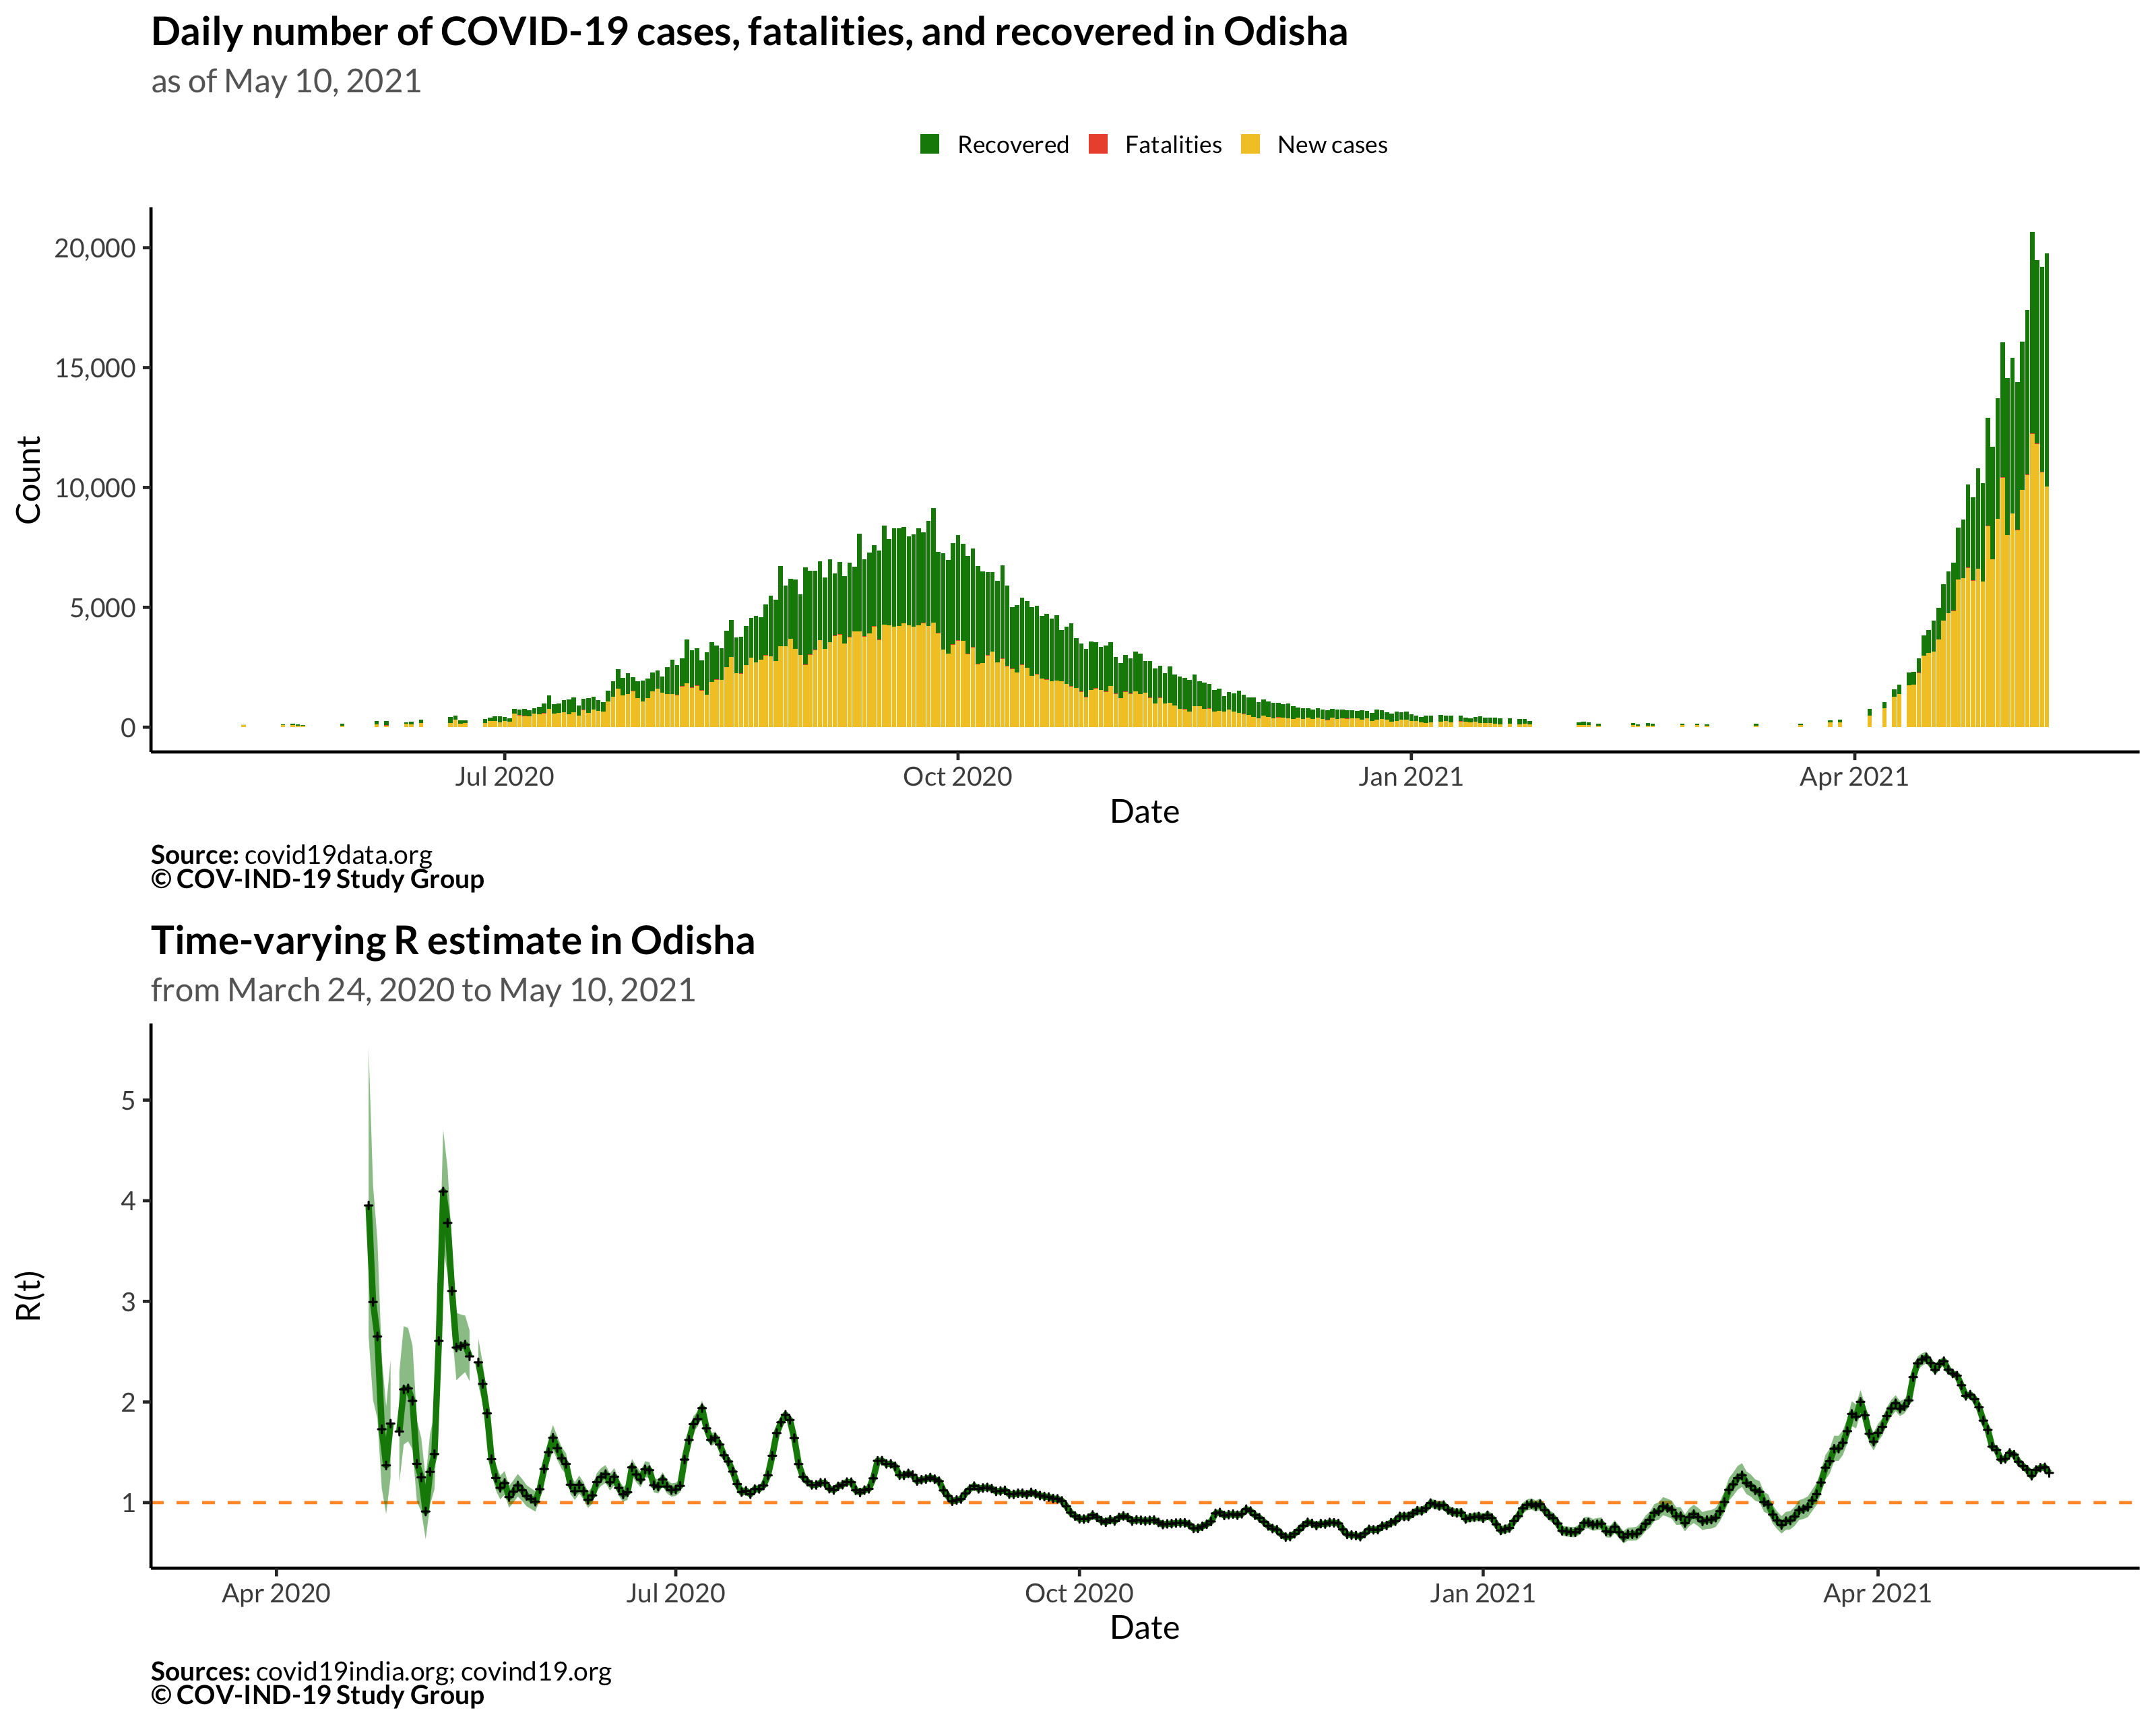 Daily number of COVID-19 cases, fatalities, and recovered in Odisha
as of May 10, 2021
Recovered Fatalities New cases
Count
20,000
15,000
10,000
5,000
0
Jul 2020 Oct 2020 Jan 2021 Apr 2021
Date
Source: covid19data.org
© COV-IND-19 Study Group
Time-varying R estimate in Odisha
from March 24, 2020 to May 10, 2021
R(t)
5
4
3
2
1
Apr 2020 Jul 2020 Oct 2020 Jan 2021 Apr 2021
Date
Sources: covid19india.org; covind19.org
© COV-IND-19 Study Group